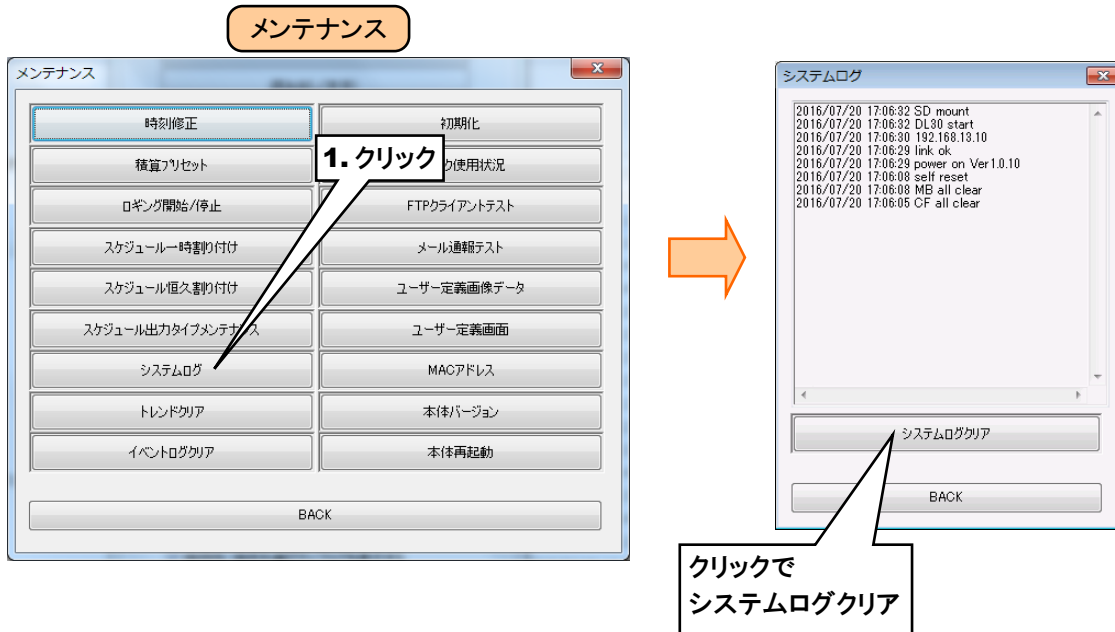 メンテナンス
メンテナンス
時刻修正
初期化
積算プリセット
ク使用状況
ロギング開始/停止
FTPクライアントテスト
スケジュール一時割り付け
メール通報テスト
スケジュール恒久割り付け
ユーザー定義画像データ
スケジュール出力タイプメンテナンス
ユーザー定義画面
システムログ
MACアドレス
トレンドクリア
本体バージョン
イベントログクリア
本体再起動
BACK
1. クリック
システムログ
2016/07/20 17:06:32 SD mount
2016/07/20 17:06:32 DL30 start
2016/07/20 17:06:30 192.168.13.10
2016/07/20 17:06:29 link ok
2016/07/20 17:06:29 power on Ver1.0.10
2016/07/20 17:06:08 self reset
2016/07/20 17:06:08 MB all clear
2016/07/20 17:06:05 CF all clear
システムログクリア
BACK
クリックで
システムログクリア